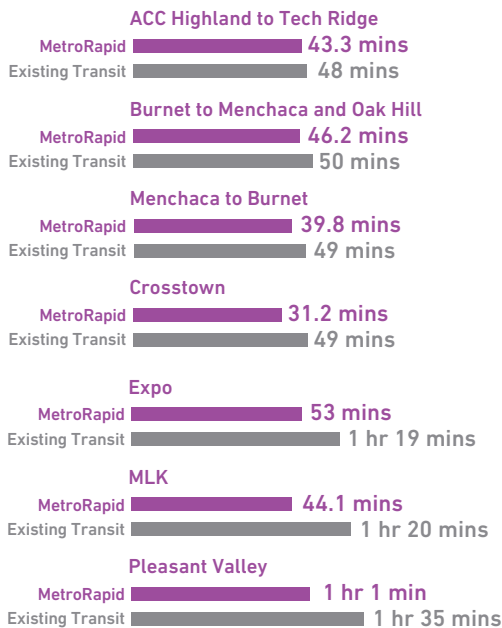 ACC Highland to Tech Ridge
MetroRapid 43.3 mins
Existing Transit 48 mins
Burnet to Menchaca and Oak Hill
MetroRapid 46.2 mins
Existing Transit 50 mins
Menchaca to Burnet
MetroRapid 39.8 mins
Existing Transit 49 mins
Crosstown
MetroRapid 31.2 mins
Existing Transit 49 mins
Expo
MetroRapid 53 mins
Existing Transit 1 hr 19 mins
MLK
MetroRapid 44.1 mins
Existing Transit 1 hr 20 mins
Pleasant Valley
MetroRapid 1 hr 1 min
Existing Transit 1 hr 35 mins